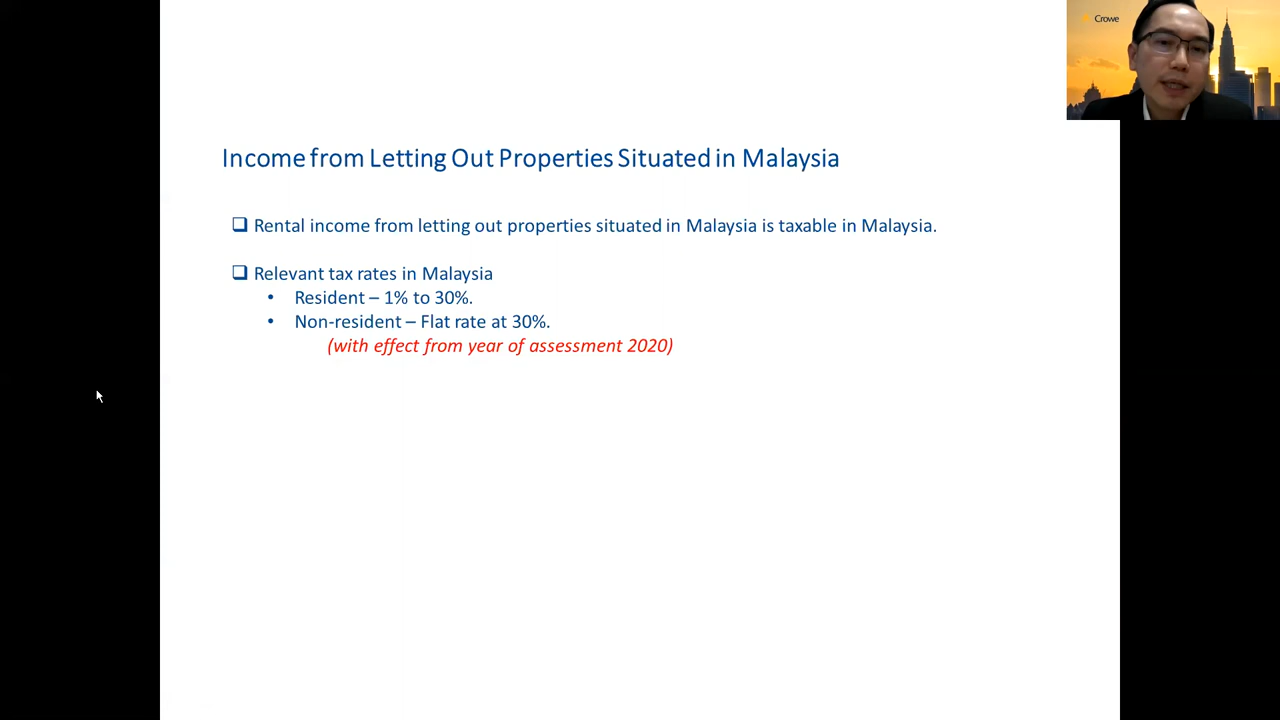 Crowe
Income from Letting Out Properties Situated in Malaysia
❑ Rental income from letting out properties situated in Malaysia is taxable in Malaysia.
❑ Relevant tax rates in Malaysia
• Resident – 1% to 30%.
• Non-resident – Flat rate at 30%.
(with effect from year of assessment 2020)